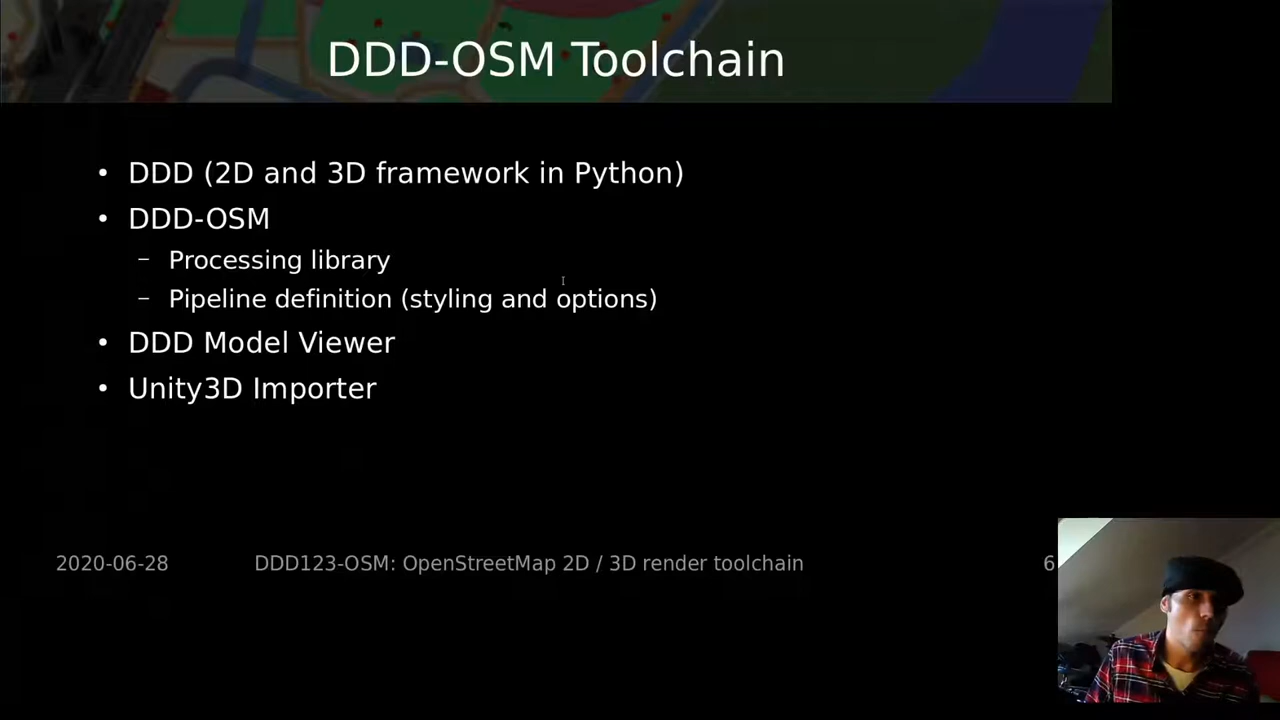 DDD-OSM Toolchain
• DDD (2D and 3D framework in Python)
• DDD-OSM
– Processing library
– Pipeline definition (styling and options)
• DDD Model Viewer
• Unity3D Importer
2020-06-28 DDD123-OSM: OpenStreetMap 2D / 3D render toolchain 6